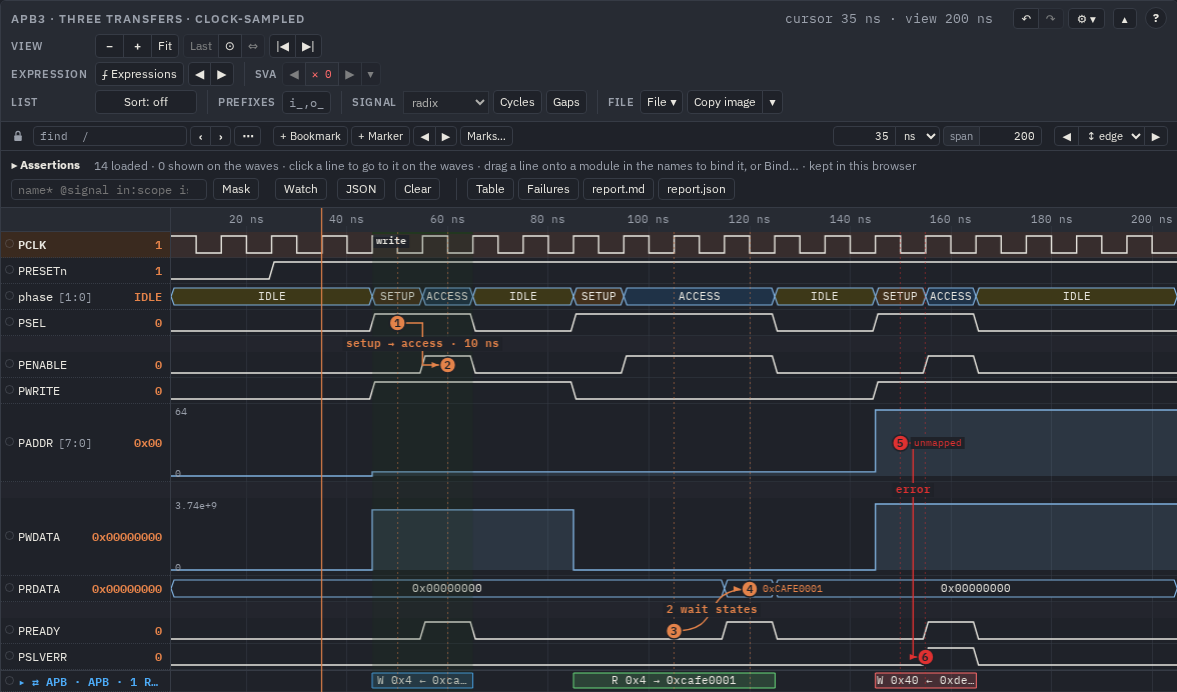 APB3 · THREE TRANSFERS · CLOCK-SAMPLED
cursor 35 ns · view 200 ns
VIEW − + Fit Last
EXPRESSION ⨍ Expressions ◀ ▶ SVA ◀ × 0 ▶ ▾
LIST Sort: off PREFIXES i_,o_ SIGNAL radix Cycles Gaps FILE File ▾ Copy image ▾
find / ‹ › ··· + Bookmark + Marker ◀ ▶ Marks... 35 ns span 200 ◀ ↕ edge ▶
▸ Assertions 14 loaded · 0 shown on the waves · click a line to go to it on the waves · drag a line onto a module in the names to bind it, or Bind... · kept in this browser
name* @signal in:scope is Mask Watch JSON Clear Table Failures report.md report.json
20 ns 40 ns 60 ns 80 ns 100 ns 120 ns 140 ns 160 ns 180 ns 200 ns
PCLK 1 write
PRESETn 1
phase [1:0] IDLE IDLE SETUP ACCESS IDLE SETUP ACCESS IDLE SETUP ACCESS IDLE
PSEL 0 1
setup → access · 10 ns
PENABLE 0 2
PWRITE 0
64
PADDR [7:0] 0x00 5 unmapped
0
error
3.74e+9
PWDATA 0x00000000
0
PRDATA 0x00000000 0x00000000 4 0xCAFE0001 0x00000000
2 wait states
PREADY 0 3
PSLVERR 0 6
▸ ⇄ APB · APB · 1 R… W 0x4 ← 0xca… R 0x4 → 0xcafe0001 W 0x40 ← 0xde…